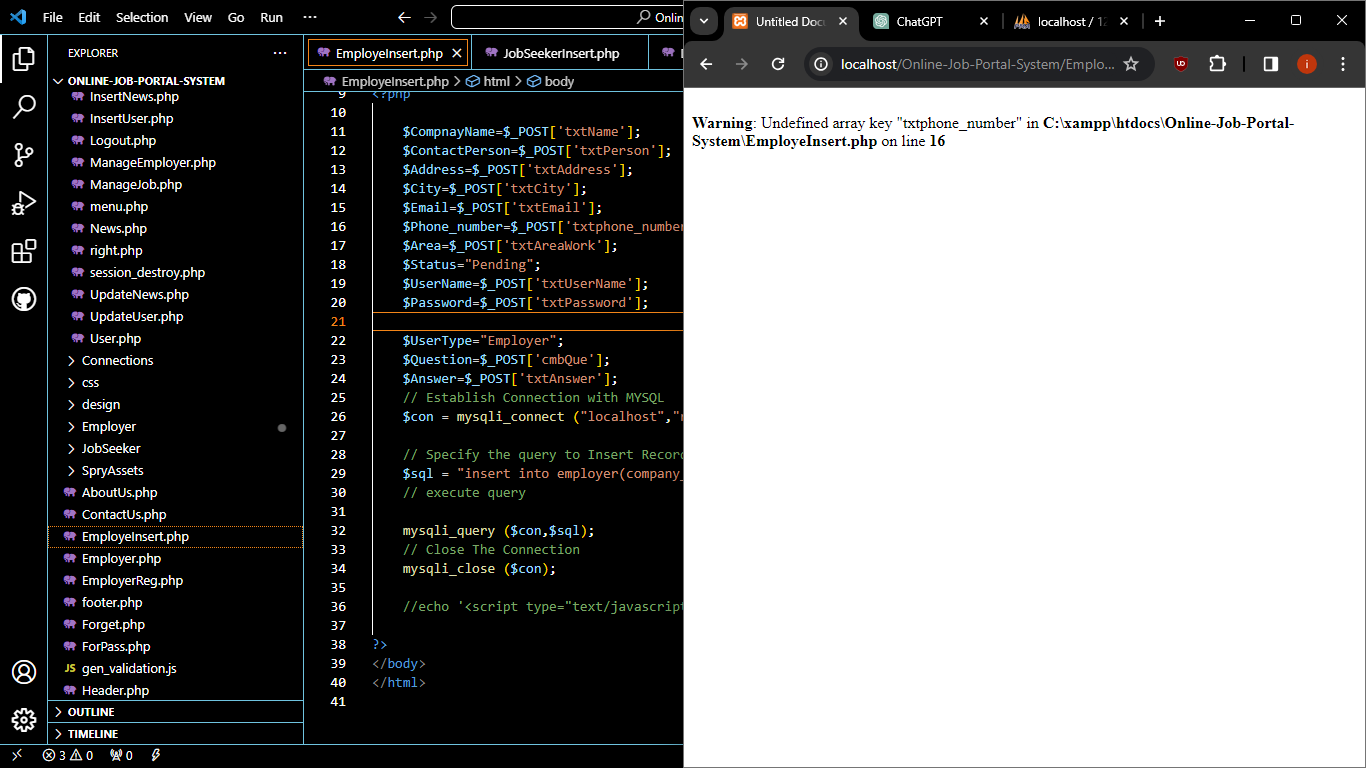 File Edit Selection View Go Run ··· Onlin
EXPLORER ···
ONLINE-JOB-PORTAL-SYSTEM
InsertNews.php
InsertUser.php
Logout.php
ManageEmployer.php
ManageJob.php
menu.php
News.php
right.php
session_destroy.php
UpdateNews.php
UpdateUser.php
User.php
Connections
css
design
Employer
JobSeeker
SpryAssets
AboutUs.php
ContactUs.php
EmployeInsert.php
Employer.php
EmployerReg.php
footer.php
Forget.php
ForPass.php
JS gen_validation.js
Header.php
OUTLINE
TIMELINE
3 0 0
EmployeInsert.php JobSeekerInsert.php
EmployeInsert.php > html > body
9 <?php
10
11 $CompnayName=$_POST['txtName'];
12 $ContactPerson=$_POST['txtPerson'];
13 $Address=$_POST['txtAddress'];
14 $City=$_POST['txtCity'];
15 $Email=$_POST['txtEmail'];
16 $Phone_number=$_POST['txtphone_number
17 $Area=$_POST['txtAreaWork'];
18 $Status="Pending";
19 $UserName=$_POST['txtUserName'];
20 $Password=$_POST['txtPassword'];
21
22 $UserType="Employer";
23 $Question=$_POST['cmbQue'];
24 $Answer=$_POST['txtAnswer'];
25 // Establish Connection with MYSQL
26 $con = mysqli_connect ("localhost","r
27
28 // Specify the query to Insert Recor
29 $sql = "insert into employer(company_
30 // execute query
31
32 mysqli_query ($con,$sql);
33 // Close The Connection
34 mysqli_close ($con);
35
36 //echo '<script type="text/javascript
37
38 ?>
39 </body>
40 </html>
41
Untitled Doc ChatGPT localhost / 12
localhost/Online-Job-Portal-System/Emplo... i
Warning: Undefined array key "txtphone_number" in C:\xampp\htdocs\Online-Job-Portal-
System\EmployeInsert.php on line 16